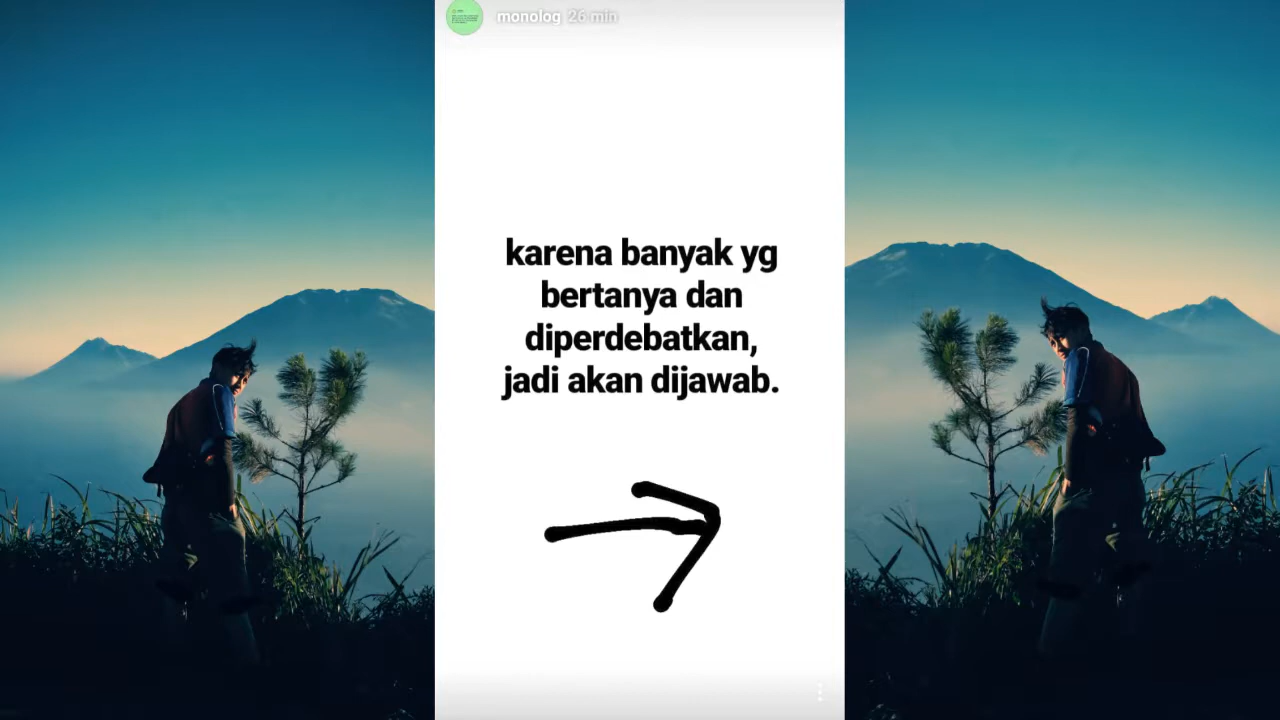 monolog 26 min
karena banyak yg
bertanya dan
diperdebatkan,
jadi akan dijawab.